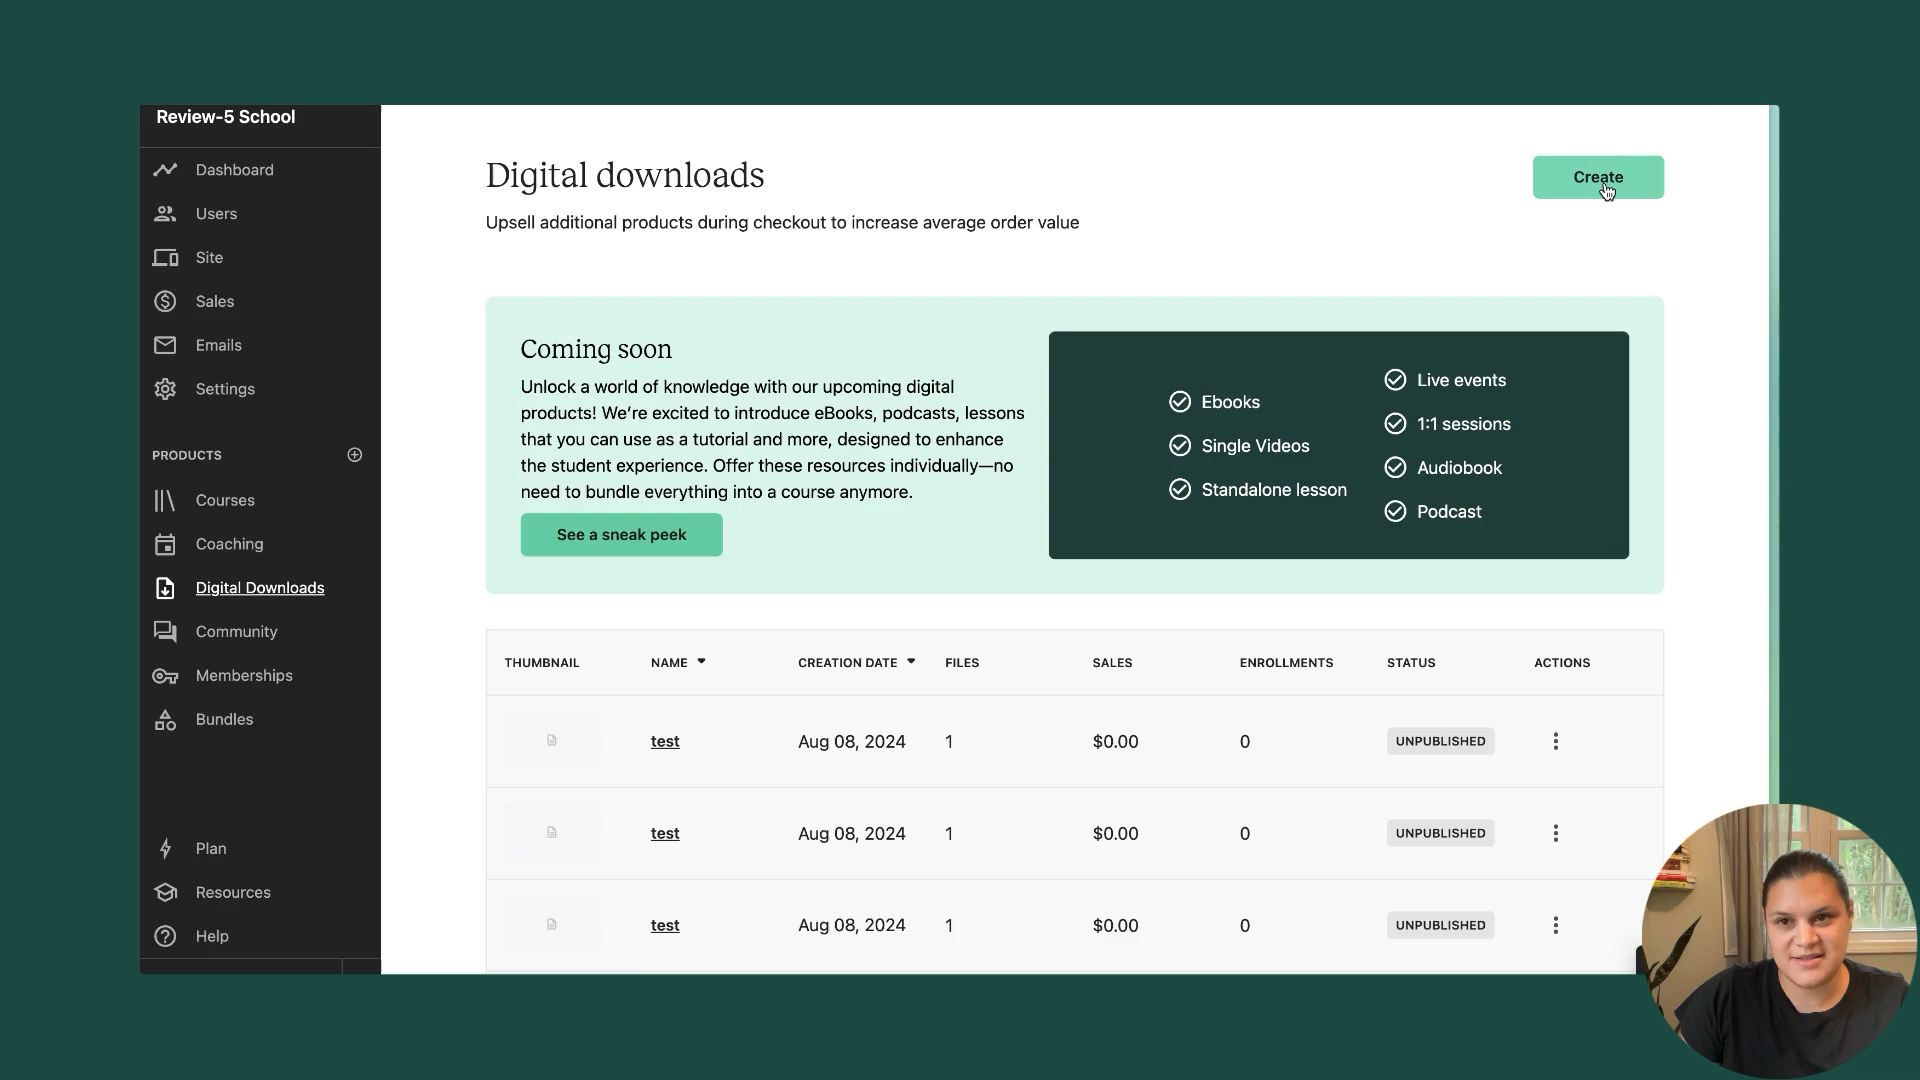 Review-5 School
Dashboard
Users
Site
Sales
Emails
Settings
PRODUCTS
Courses
Coaching
Digital Downloads
Community
Memberships
Bundles
Plan
Resources
Help
Digital downloads
Create
Upsell additional products during checkout to increase average order value
Coming soon
Unlock a world of knowledge with our upcoming digital
products! We’re excited to introduce eBooks, podcasts, lessons
that you can use as a tutorial and more, designed to enhance
the student experience. Offer these resources individually—no
need to bundle everything into a course anymore.
See a sneak peek
Ebooks
Single Videos
Standalone lesson
Live events
1:1 sessions
Audiobook
Podcast
THUMBNAIL NAME CREATION DATE FILES SALES ENROLLMENTS STATUS ACTIONS
test Aug 08, 2024 1 $0.00 0 UNPUBLISHED
test Aug 08, 2024 1 $0.00 0 UNPUBLISHED
test Aug 08, 2024 1 $0.00 0 UNPUBLISHED